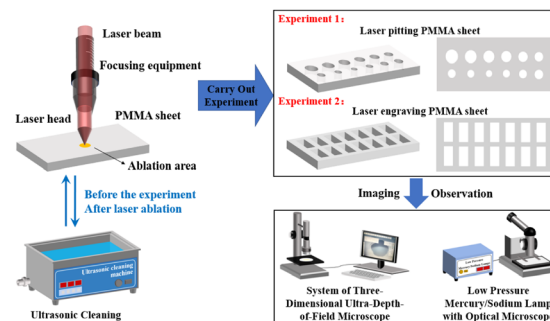 Laser beam
Focusing equipment
Laser head
PMMA sheet
Ablation area
Before the experiment
After laser ablation
Ultrasonic cleaning
machine
Ultrasonic Cleaning
Carry Out
Experiment
Experiment 1:
Laser pitting PMMA sheet
Experiment 2:
Laser engraving PMMA sheet
Imaging
Observation
System of Three-
Dimensional Ultra-Depth-
of-Field Microscope
Low Pressure
Mercury/Sodium Lamp
Low Pressure
Mercury/Sodium Lamp
with Optical Microscope